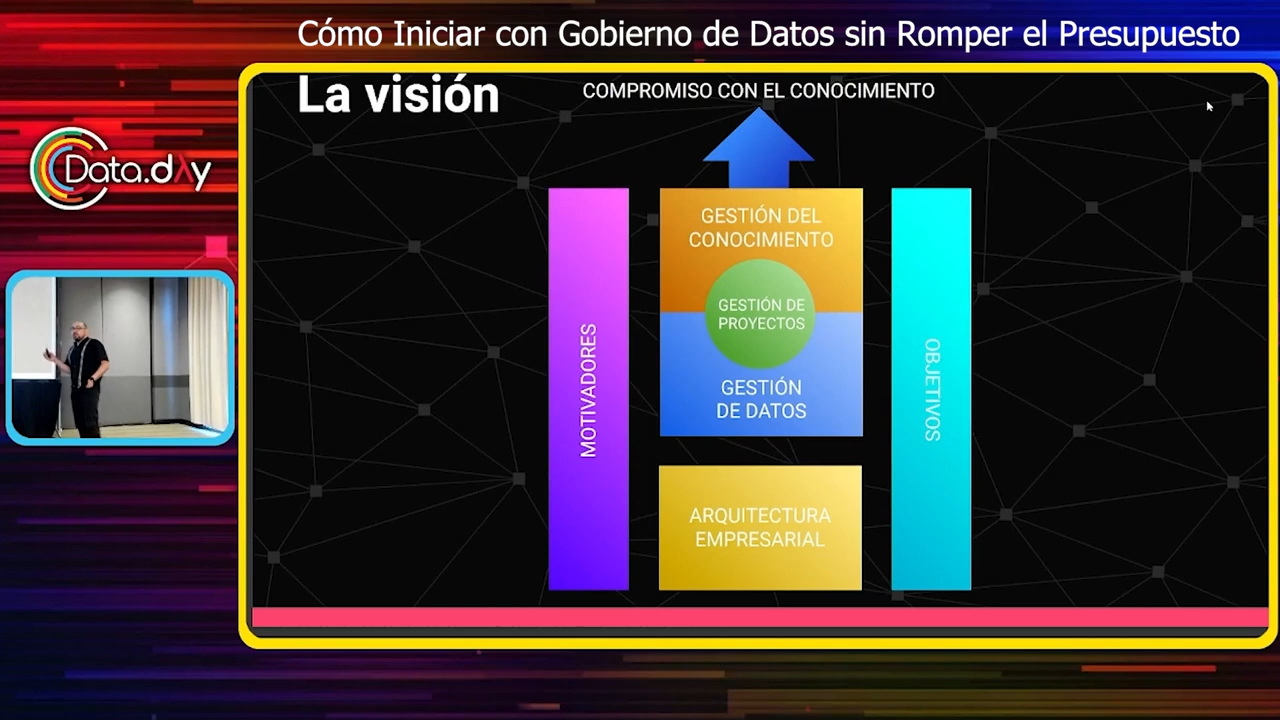 Cómo Iniciar con Gobierno de Datos sin Romper el Presupuesto
La visión
COMPROMISO CON EL CONOCIMIENTO
Data.dλy
MOTIVADORES
GESTIÓN DEL
CONOCIMIENTO
GESTIÓN DE
PROYECTOS
GESTIÓN
DE DATOS
ARQUITECTURA
EMPRESARIAL
OBJETIVOS